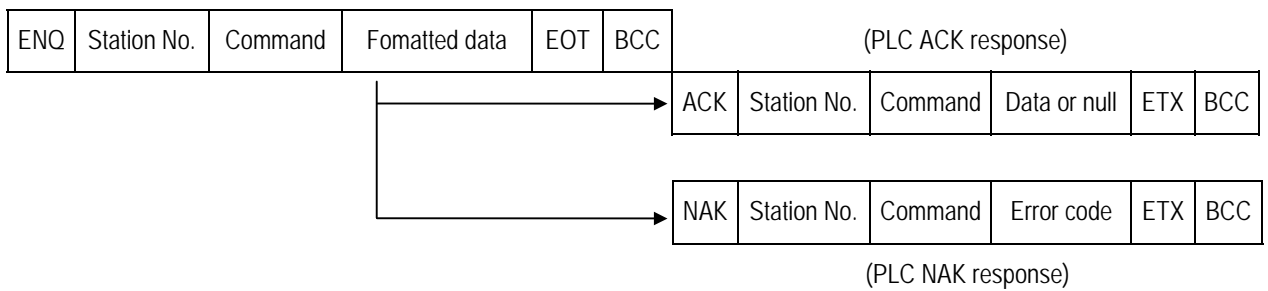 ENQ Station No. Command Fomatted data EOT BCC
(PLC ACK response)
ACK Station No. Command Data or null ETX BCC
NAK Station No. Command Error code ETX BCC
(PLC NAK response)